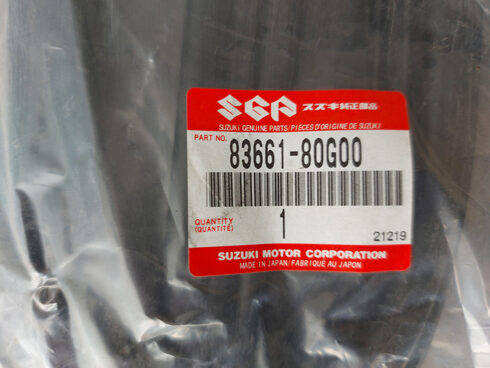 SGP スズキ純正部品
SUZUKI GENUINE PARTS/PIÈCES D'ORIGINE DE SUZUKI
PART NO.
83661-80G00
QUANTITY
(QUANTITÉ)
1
21219
SUZUKI MOTOR CORPORATION
MADE IN JAPAN/FABRIQUE AU JAPON